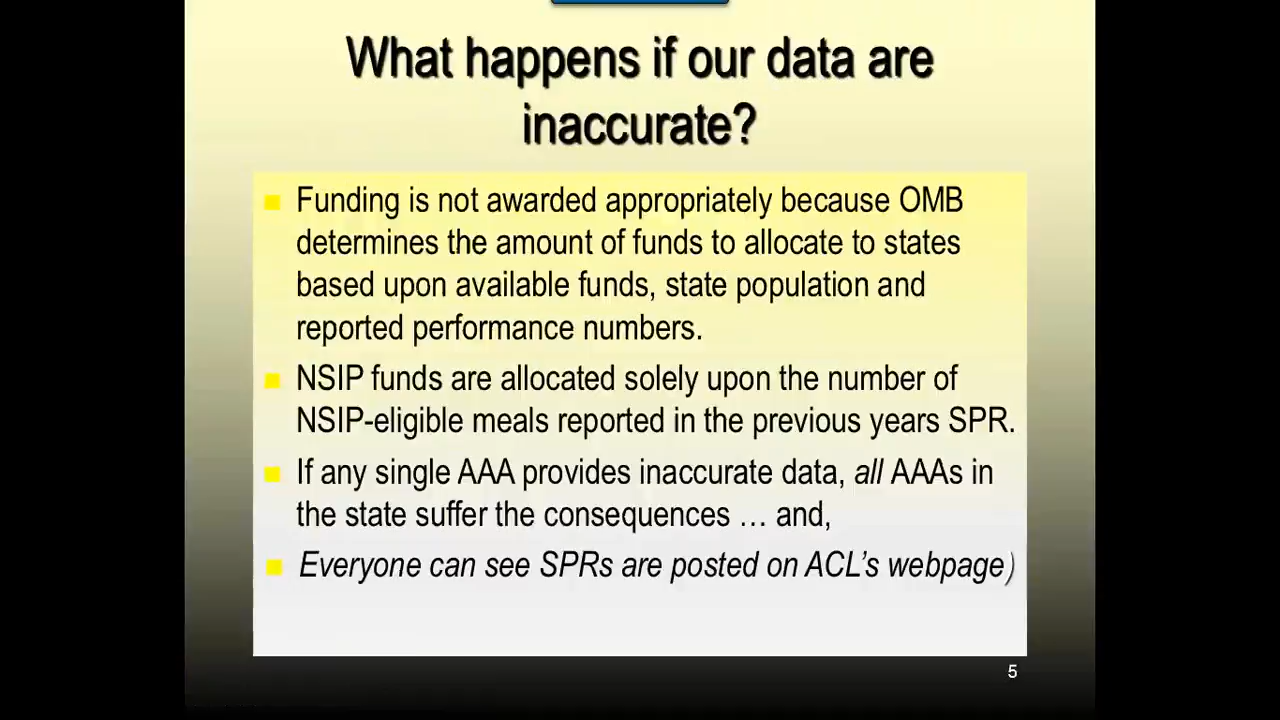 What happens if our data are
inaccurate?
Funding is not awarded appropriately because OMB
determines the amount of funds to allocate to states
based upon available funds, state population and
reported performance numbers.
NSIP funds are allocated solely upon the number of
NSIP-eligible meals reported in the previous years SPR.
If any single AAA provides inaccurate data, all AAAs in
the state suffer the consequences … and,
Everyone can see SPRs are posted on ACL’s webpage)
5